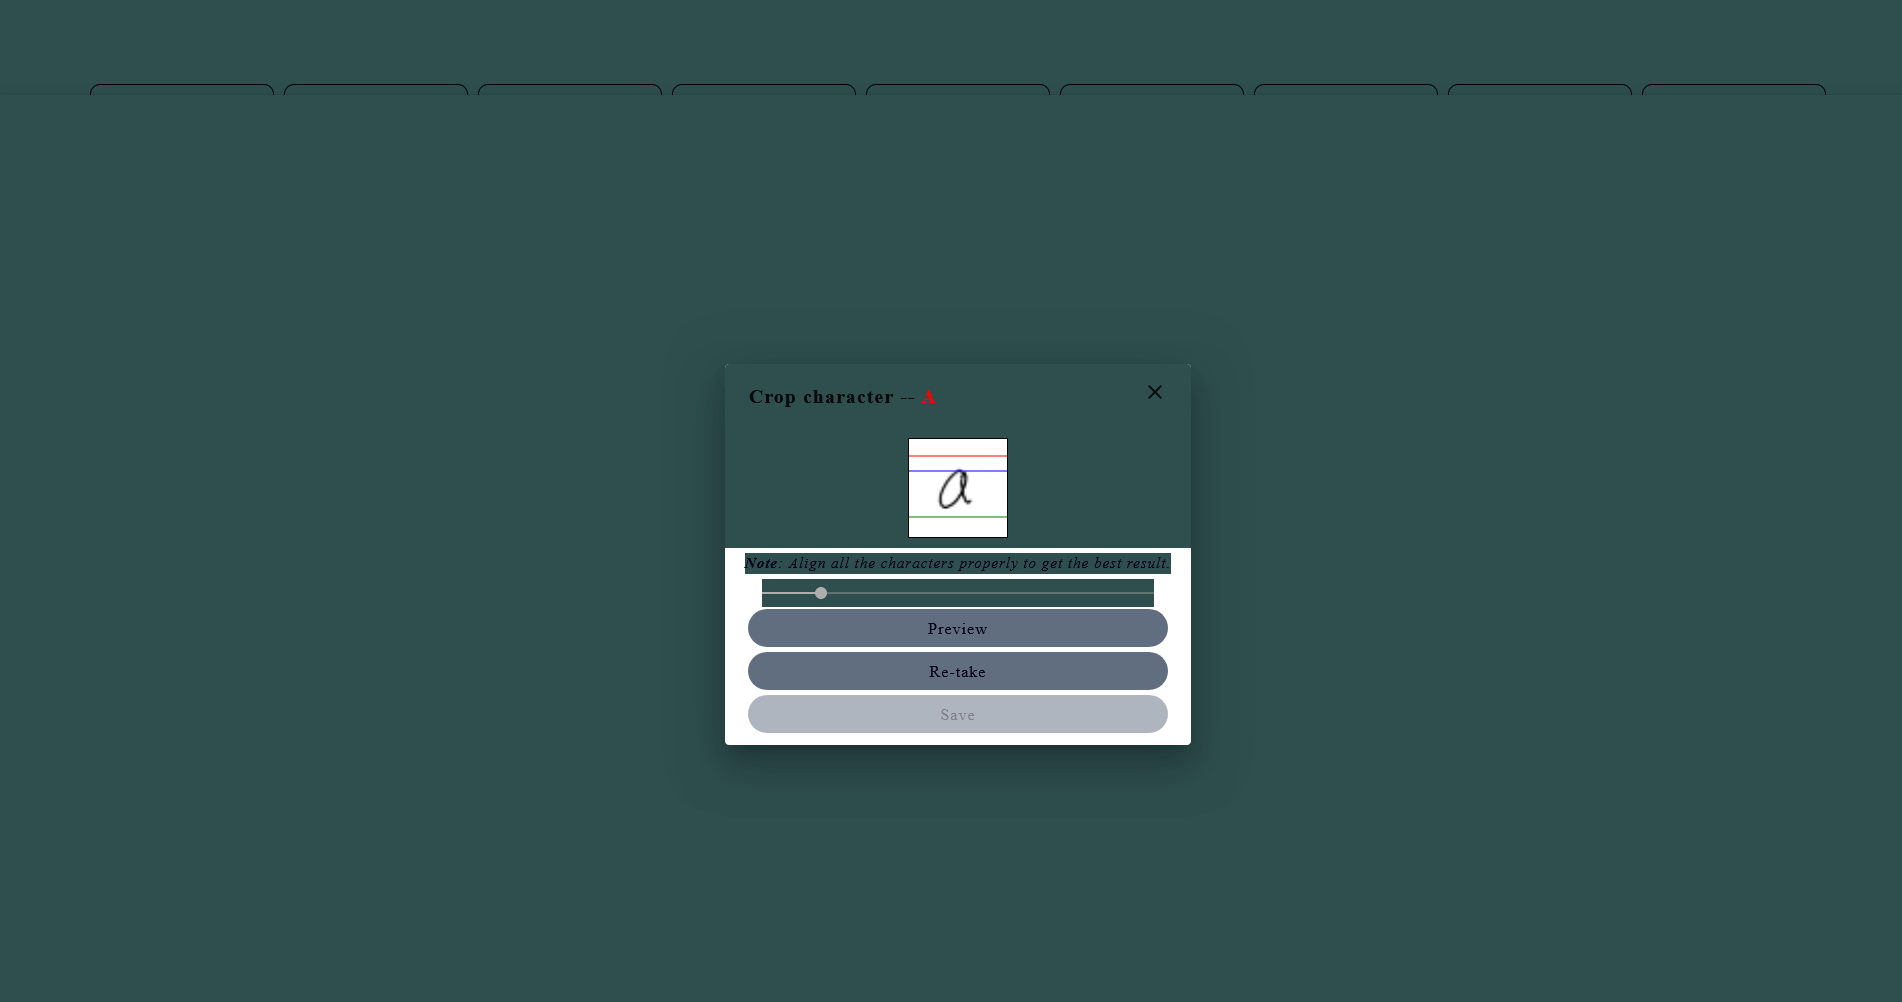 Crop character -- A
a
Note: Align all the characters properly to get the best result.
Preview
Re-take
Save